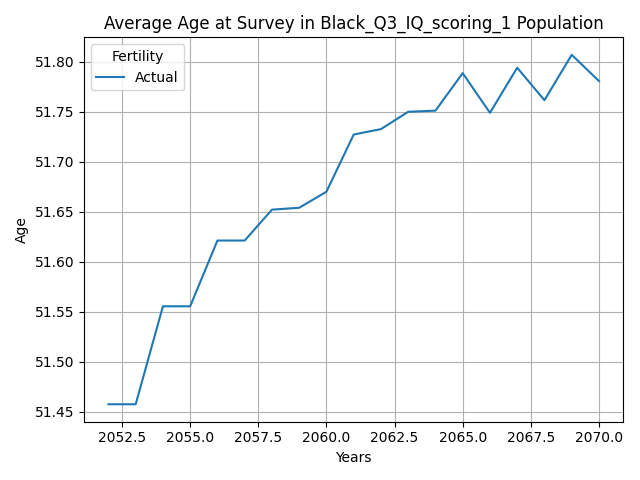 Average Age at Survey in Black_Q3_IQ_scoring_1 Population
Fertility
Actual
51.80
51.75
51.70
51.65
51.60
51.55
51.50
51.45
Age
2052.5 2055.0 2057.5 2060.0 2062.5 2065.0 2067.5 2070.0
Years